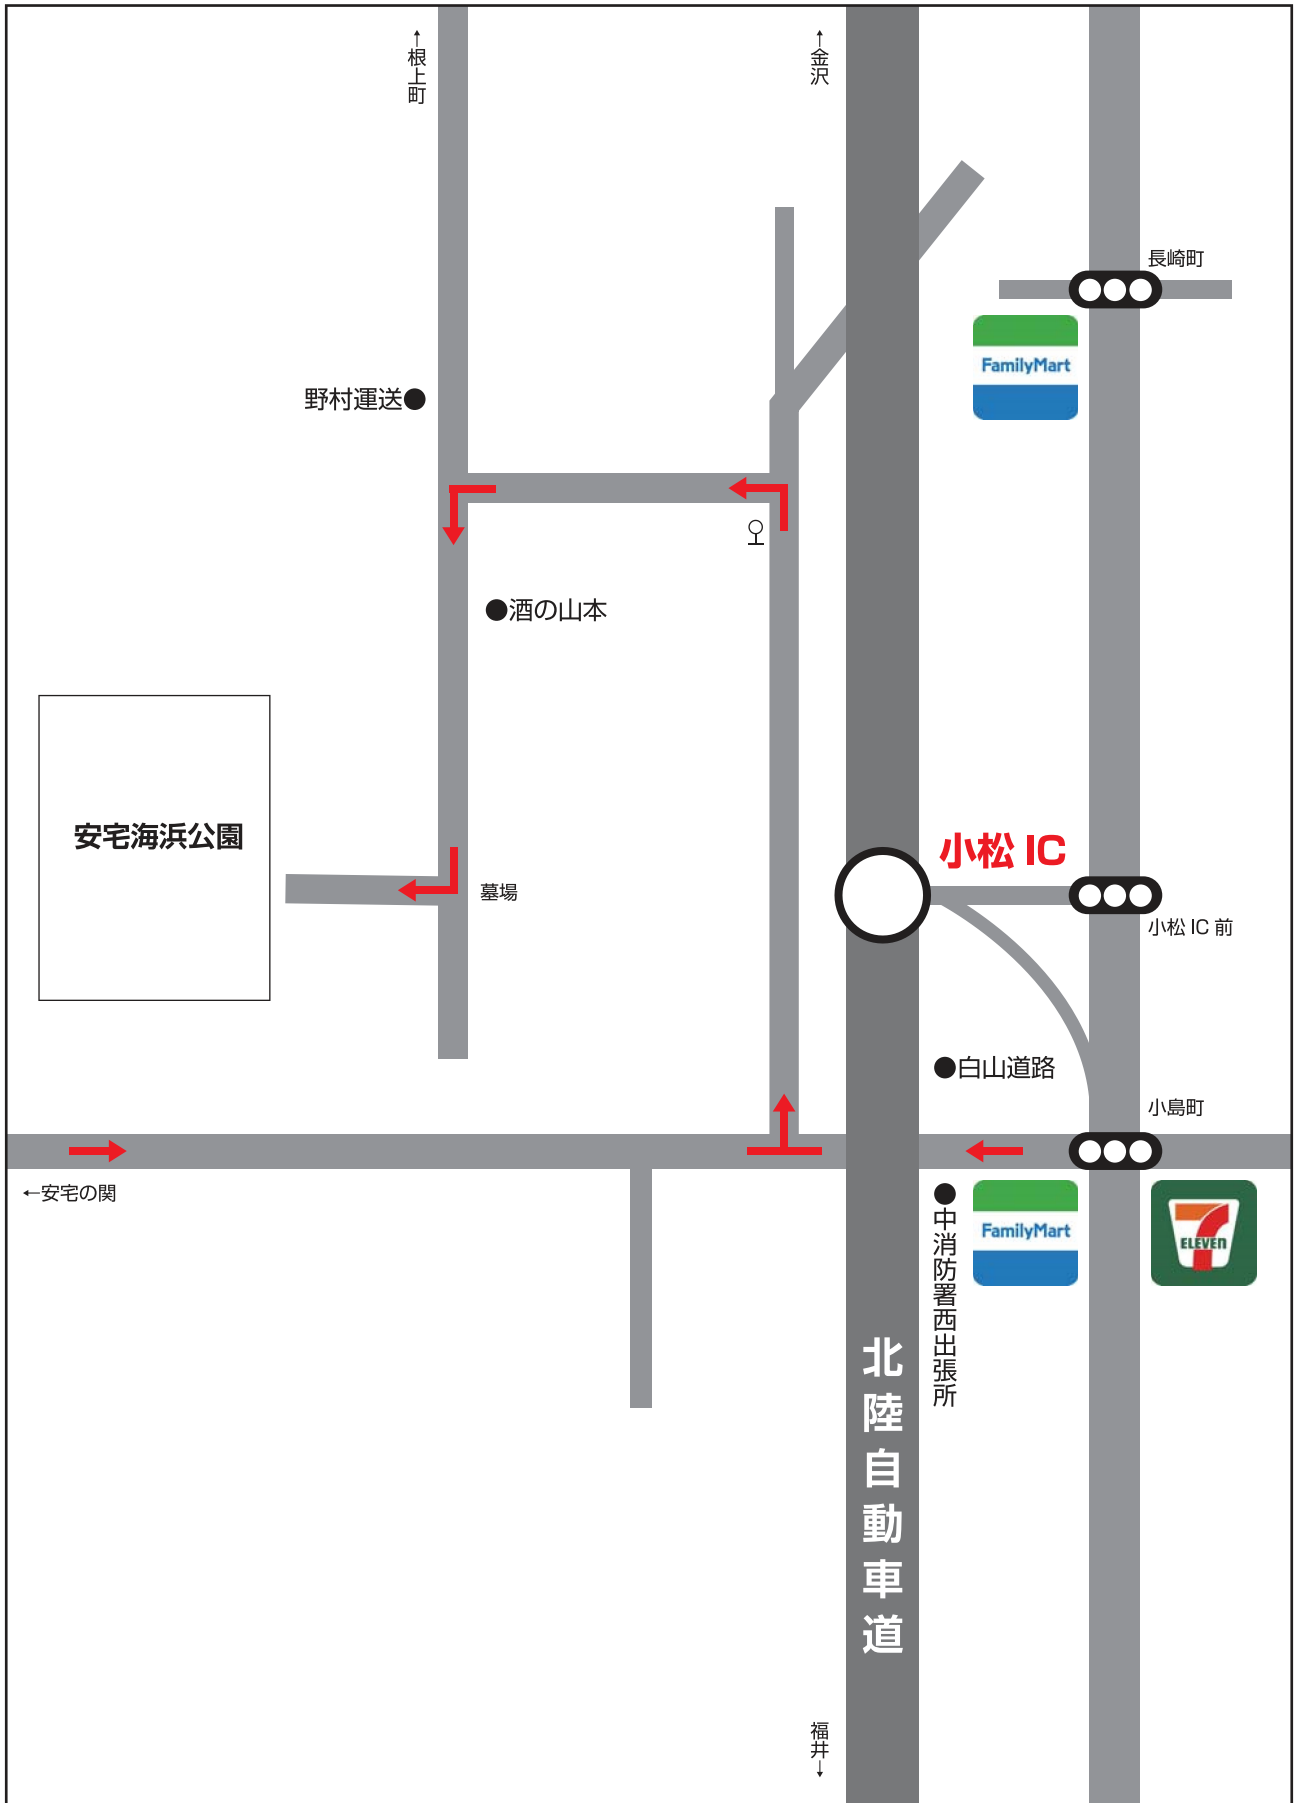 ↑根上町
↑金沢
長崎町
FamilyMart
野村運送●
●酒の山本
安宅海浜公園
小松 IC
墓場
小松 IC 前
●白山道路
小島町
←安宅の関
●中消防署西出張所
FamilyMart
7
ELEVEn
北陸自動車道
福井↓